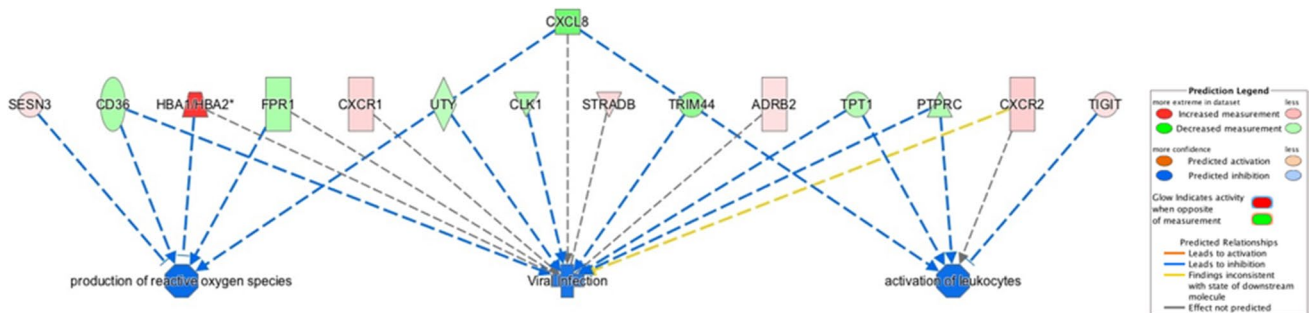 CXCL8
SESN3 CD36 HBA1/HBA2* FPR1 CXCR1 UTY CLK1 STRADB TRIM44 ADRB2 TPT1 PTPRC CXCR2 TIGIT
production of reactive oxygen species Viral Infection activation of leukocytes
Prediction Legend
more extreme in dataset less
Increased measurement
Decreased measurement
more confidence less
Predicted activation
Predicted inhibition
Glow Indicates activity
when opposite
of measurement
Predicted Relationships
Leads to activation
Leads to inhibition
Findings inconsistent
with state of downstream
molecule
Effect not predicted